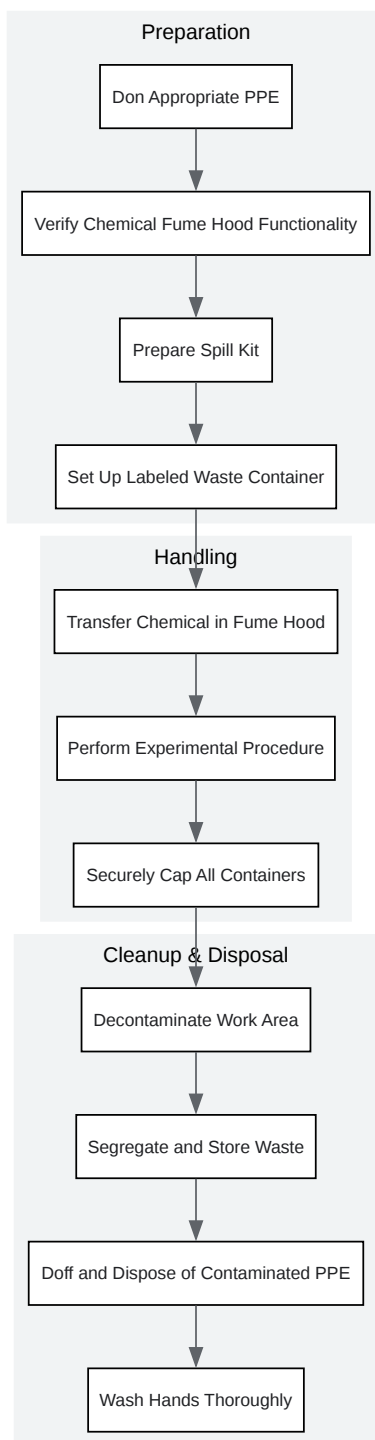 Preparation
Don Appropriate PPE
Verify Chemical Fume Hood Functionality
Prepare Spill Kit
Set Up Labeled Waste Container
Handling
Transfer Chemical in Fume Hood
Perform Experimental Procedure
Securely Cap All Containers
Cleanup & Disposal
Decontaminate Work Area
Segregate and Store Waste
Doff and Dispose of Contaminated PPE
Wash Hands Thoroughly